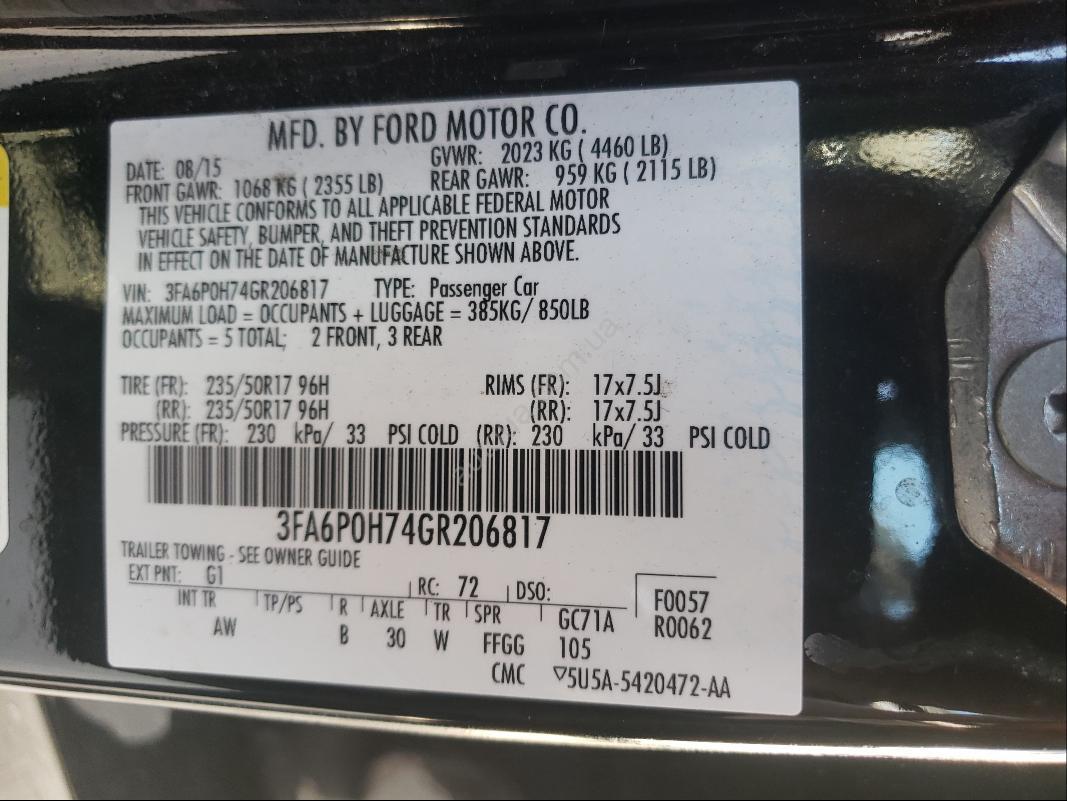 MFD. BY FORD MOTOR CO.
DATE: 08/15 GVWR: 2023 KG ( 4460 LB)
FRONT GAWR: 1068 KG ( 2355 LB) REAR GAWR: 959 KG ( 2115 LB)
THIS VEHICLE CONFORMS TO ALL APPLICABLE FEDERAL MOTOR
VEHICLE SAFETY, BUMPER, AND THEFT PREVENTION STANDARDS
IN EFFECT ON THE DATE OF MANUFACTURE SHOWN ABOVE.
VIN: 3FA6P0H74GR206817 TYPE: Passenger Car
MAXIMUM LOAD = OCCUPANTS + LUGGAGE = 385KG/ 850LB
OCCUPANTS = 5 TOTAL; 2 FRONT, 3 REAR
TIRE (FR): 235/50R17 96H RIMS (FR): 17x7.5J
(RR): 235/50R17 96H (RR): 17x7.5J
PRESSURE (FR): 230 kPa/ 33 PSI COLD (RR): 230 kPa/ 33 PSI COLD
3FA6P0H74GR206817
TRAILER TOWING - SEE OWNER GUIDE
EXT PNT: G1 RC: 72 DSO: F0057
INT TR TP/PS R AXLE TR SPR GC71A R0062
AW B 30 W FFGG 105
CMC ▽5U5A-5420472-AA